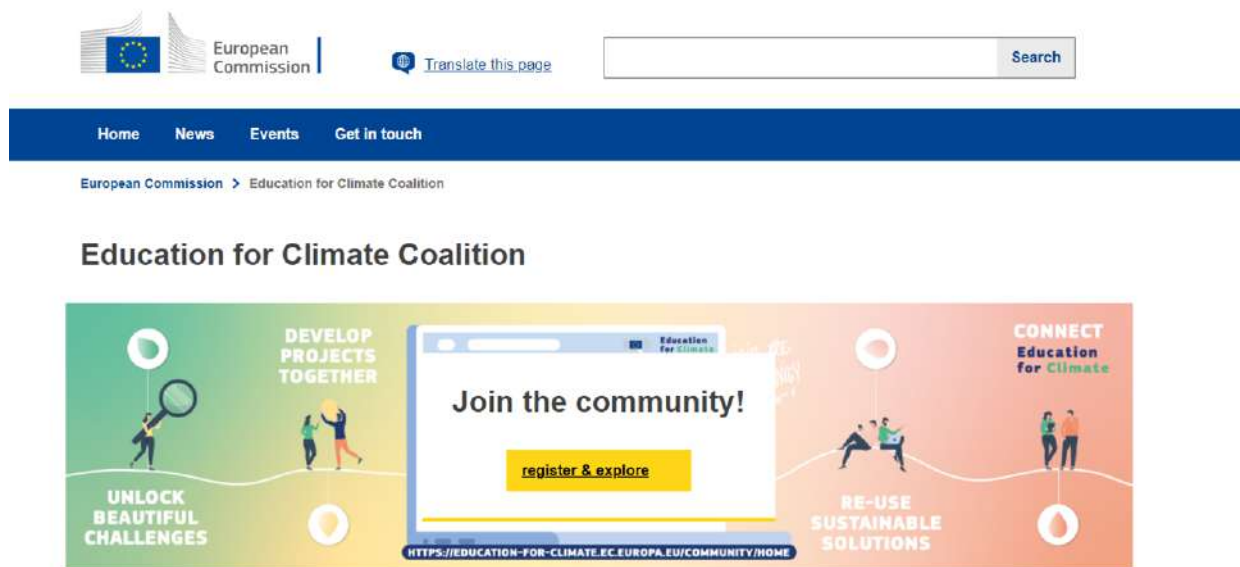 European
Commission
Translate this page
Search
Home News Events Get in touch
European Commission > Education for Climate Coalition
Education for Climate Coalition
UNLOCK
BEAUTIFUL
CHALLENGES
DEVELOP
PROJECTS
TOGETHER
Education
for Climate
Join the community!
register & explore
HTTPS://EDUCATION-FOR-CLIMATE.EC.EUROPA.EU/COMMUNITY/HOME
RE-USE
SUSTAINABLE
SOLUTIONS
CONNECT
Education
for Climate